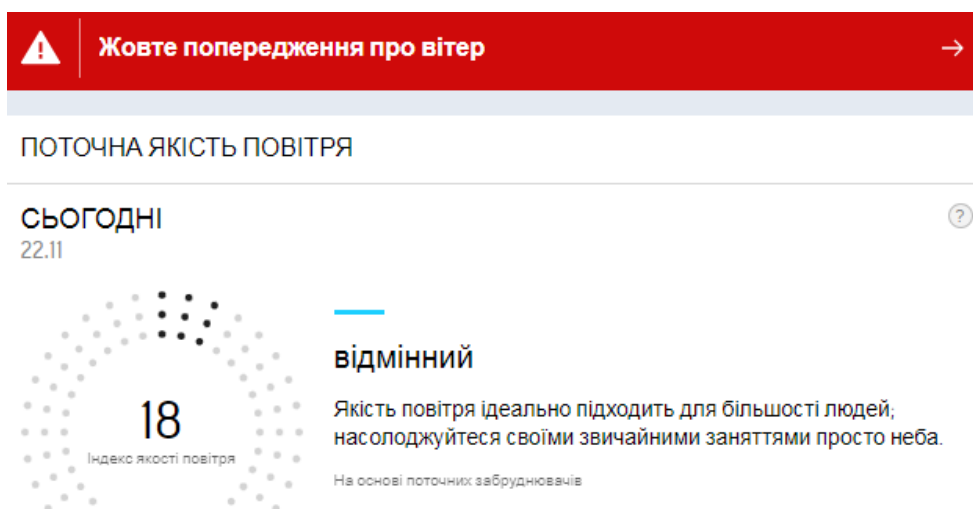 Жовте попередження про вітер
ПОТОЧНА ЯКІСТЬ ПОВІТРЯ
СЬОГОДНІ
22.11
18
Індекс якості повітря
відмінний
Якість повітря ідеально підходить для більшості людей;
насолоджуйтеся своїми звичайними заняттями просто неба.
На основі поточних забруднювачів